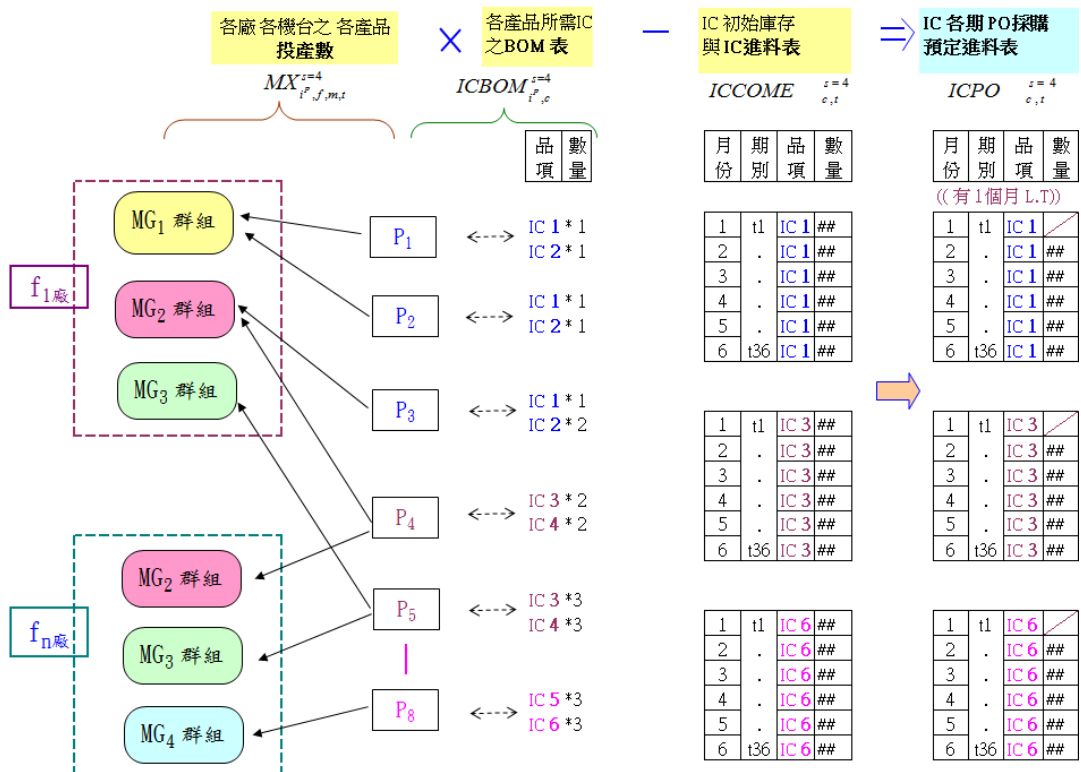 各廠 各機台之 各產品
投產數
×
各產品所需IC
之BOM 表
－
IC 初始庫存
與 IC進料表
⇒
IC 各期 PO採購
預定進料表
MX^{s=4}_{i^p,f,m,t}
ICBOM^{s=4}_{i^p,c}
ICCOME^{s=4}_{c,t}
ICPO^{s=4}_{c,t}
品項 數量
月份 期別 品項 數量
月份 期別 品項 數量
((有 1個月 L.T))
f1廠
MG1 群組
MG2 群組
MG3 群組
fn廠
MG2 群組
MG3 群組
MG4 群組
P1
IC 1 * 1
IC 2 * 1
P2
IC 1 * 1
IC 2 * 1
P3
IC 1 * 1
IC 2 * 2
P4
IC 3 * 2
IC 4 * 2
P5
IC 3 *3
IC 4 *3
P8
IC 5 *3
IC 6 *3
1 t1 IC 1 ##
2 . IC 1 ##
3 . IC 1 ##
4 . IC 1 ##
5 . IC 1 ##
6 t36 IC 1 ##
1 t1 IC 3 ##
2 . IC 3 ##
3 . IC 3 ##
4 . IC 3 ##
5 . IC 3 ##
6 t36 IC 3 ##
1 t1 IC 6 ##
2 . IC 6 ##
3 . IC 6 ##
4 . IC 6 ##
5 . IC 6 ##
6 t36 IC 6 ##
1 t1 IC 1
2 . IC 1 ##
3 . IC 1 ##
4 . IC 1 ##
5 . IC 1 ##
6 t36 IC 1 ##
1 t1 IC 3
2 . IC 3 ##
3 . IC 3 ##
4 . IC 3 ##
5 . IC 3 ##
6 t36 IC 3 ##
1 t1 IC 6
2 . IC 6 ##
3 . IC 6 ##
4 . IC 6 ##
5 . IC 6 ##
6 t36 IC 6 ##